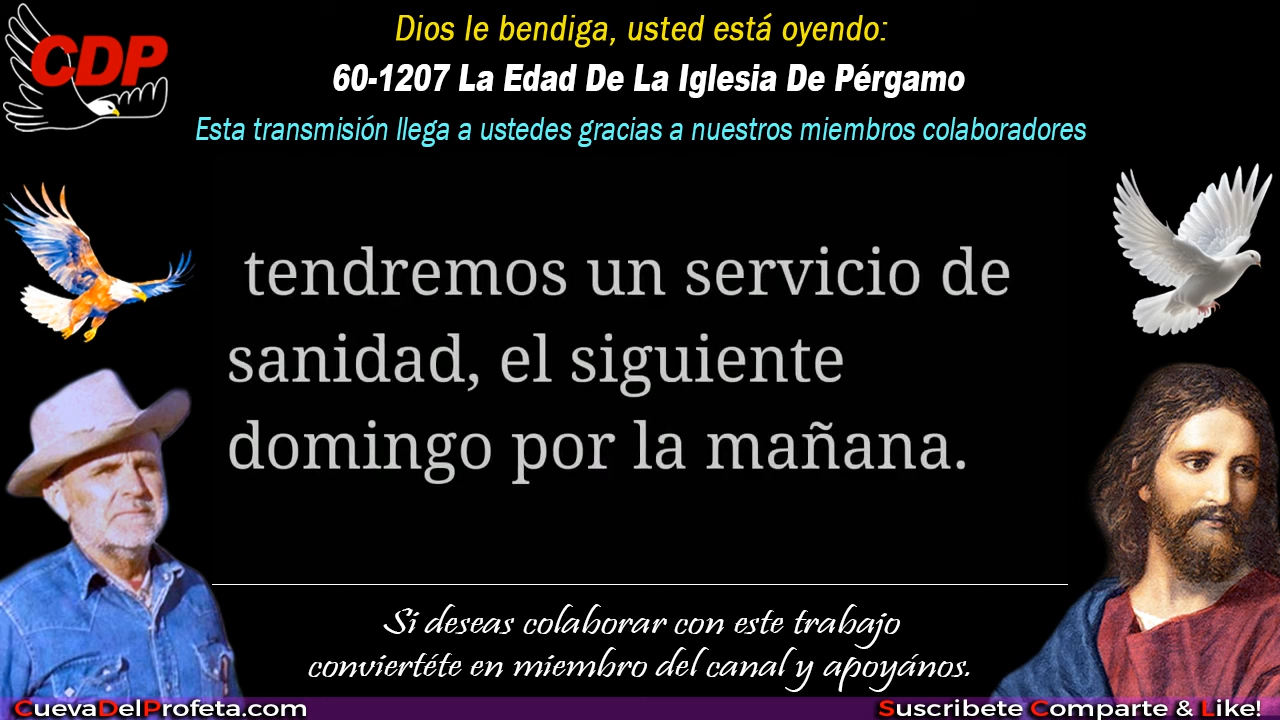 CDP
Dios le bendiga, usted está oyendo:
60-1207 La Edad De La Iglesia De Pérgamo
Esta transmisión llega a ustedes gracias a nuestros miembros colaboradores
tendremos un servicio de
sanidad, el siguiente
domingo por la mañana.
Si deseas colaborar con este trabajo
conviertéte en miembro del canal y apoyános.
CuevaDelProfeta.com
Suscribete Comparte & Like!